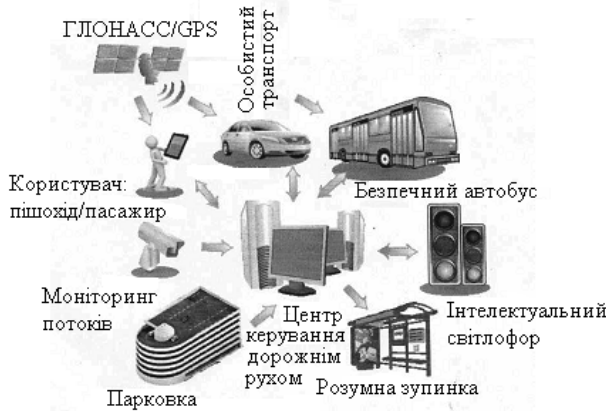 ГЛОНАСС/GPS
Особистий
транспорт
Користувач:
пішохід/пасажир
Безпечний автобус
Моніторинг
потоків
Центр
керування
дорожнім
рухом
Інтелектуальний
світлофор
Парковка
Розумна зупинка